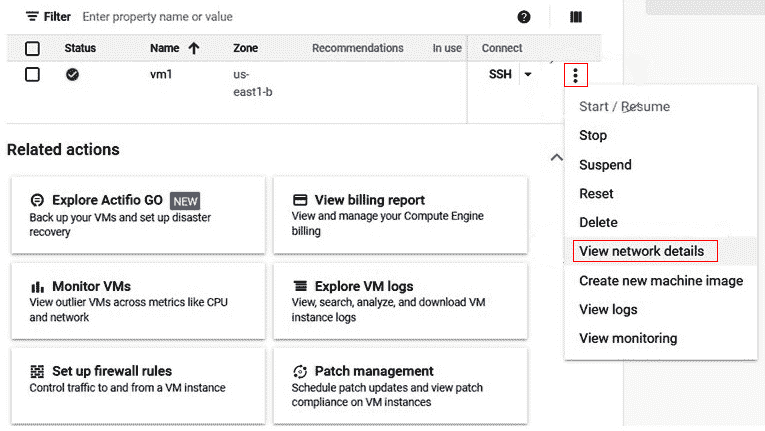 Filter Enter property name or value
Status Name Zone Recommendations In use Connect
vm1 us-
east1-b SSH
Start / Resume
Stop
Suspend
Reset
Delete
View network details
Create new machine image
View logs
View monitoring
Related actions
Explore Actifio GO NEW
Back up your VMs and set up disaster
recovery
View billing report
View and manage your Compute Engine
billing
Monitor VMs
View outlier VMs across metrics like CPU
and network
Explore VM logs
View, search, analyze, and download VM
instance logs
Set up firewall rules
Control traffic to and from a VM instance
Patch management
Schedule patch updates and view patch
compliance on VM instances